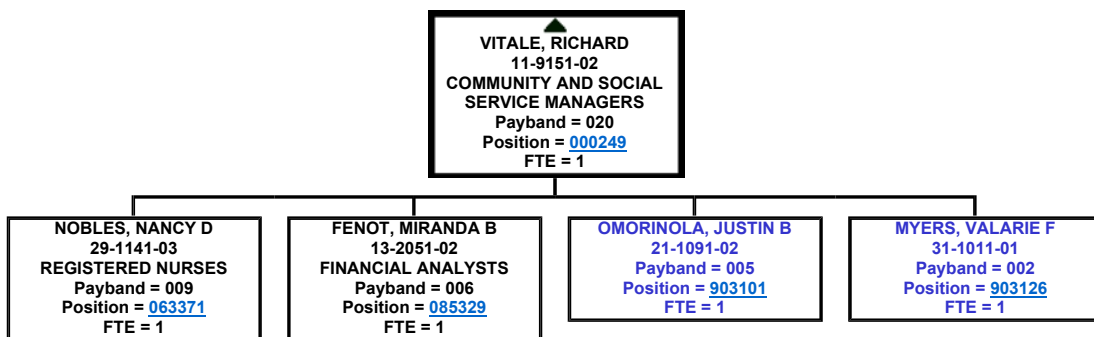 VITALE, RICHARD
11-9151-02
COMMUNITY AND SOCIAL
SERVICE MANAGERS
Payband = 020
Position = 000249
FTE = 1
NOBLES, NANCY D
29-1141-03
REGISTERED NURSES
Payband = 009
Position = 063371
FTE = 1
FENOT, MIRANDA B
13-2051-02
FINANCIAL ANALYSTS
Payband = 006
Position = 085329
FTE = 1
OMORINOLA, JUSTIN B
21-1091-02
Payband = 005
Position = 903101
FTE = 1
MYERS, VALARIE F
31-1011-01
Payband = 002
Position = 903126
FTE = 1